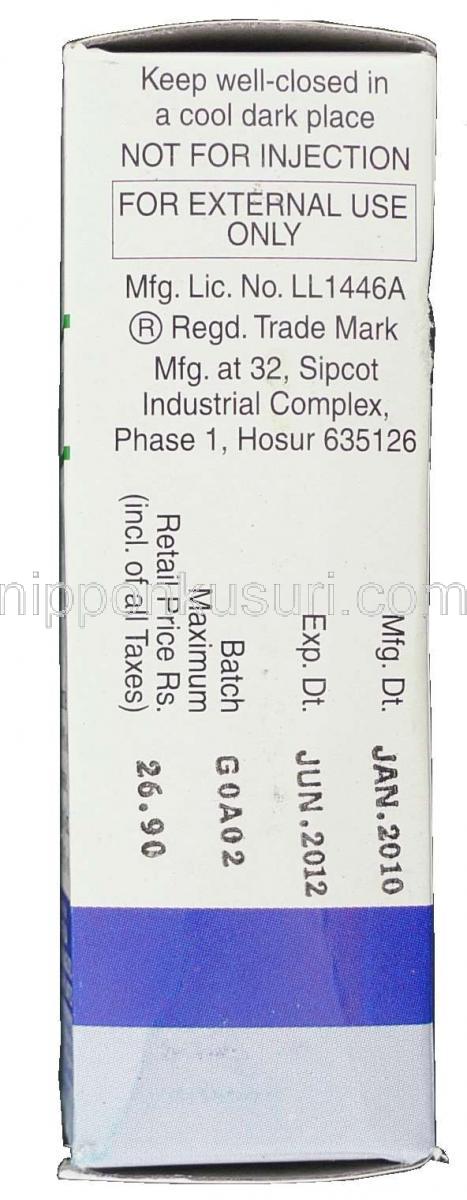 Keep well-closed in
a cool dark place
NOT FOR INJECTION
FOR EXTERNAL USE
ONLY
Mfg. Lic. No. LL1446A
® Regd. Trade Mark
Mfg. at 32, Sipcot
Industrial Complex,
Phase 1, Hosur 635126
nipponkusuri.com
Mfg. Dt. JAN.2010
Exp. Dt. JUN.2012
Batch G0A02
Maximum
Retail Price Rs. 26.90
(incl. of all Taxes)